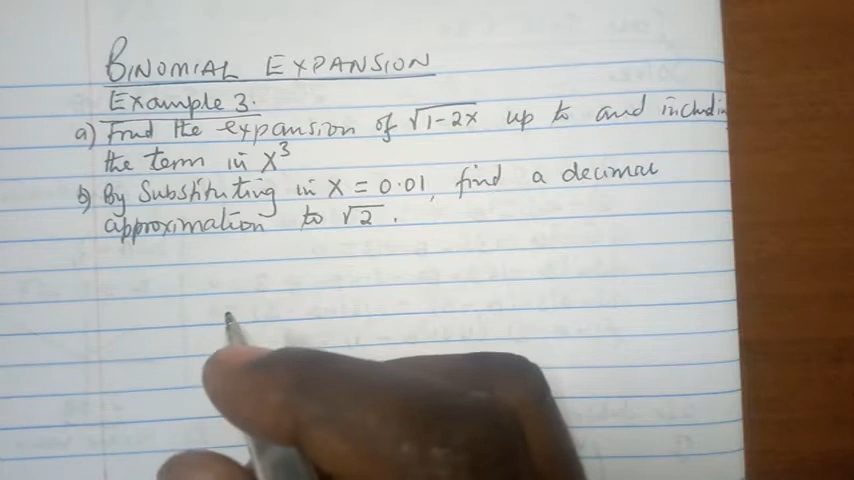 BINOMIAL EXPANSION
Example 3.
a) Find the expansion of √1-2x up to and includin
the term in x³
b) By Substituting in x = 0.01, find a decimal
approximation to √2.